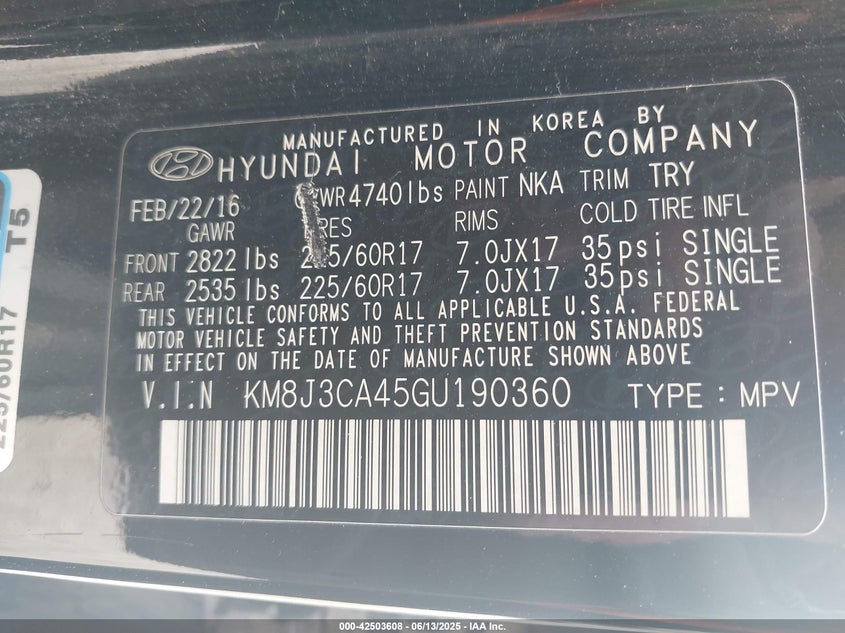 MANUFACTURED IN KOREA BY
HYUNDAI MOTOR COMPANY
FEB/22/16 GVWR 4740 lbs PAINT NKA TRIM TRY
GAWR RIMS COLD TIRE INFL
FRONT 2822 lbs 225/60R17 7.0JX17 35psi SINGLE
REAR 2535 lbs 225/60R17 7.0JX17 35psi SINGLE
THIS VEHICLE CONFORMS TO ALL APPLICABLE U.S.A. FEDERAL
MOTOR VEHICLE SAFETY AND THEFT PREVENTION STANDARDS
IN EFFECT ON THE DATE OF MANUFACTURE SHOWN ABOVE
V.I.N KM8J3CA45GU190360 TYPE : MPV
225/60R17 T5
000-42503608 - 06/13/2025 - IAA Inc.